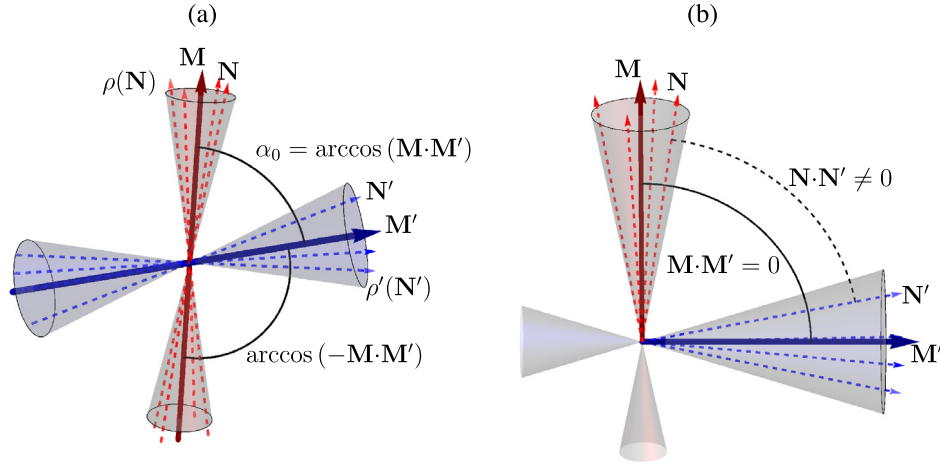 (a)
M
N
ρ(N)
α₀ = arccos (M·M′)
N′
M′
ρ′(N′)
arccos (−M·M′)
(b)
M
N
N·N′ ≠ 0
M·M′ = 0
N′
M′